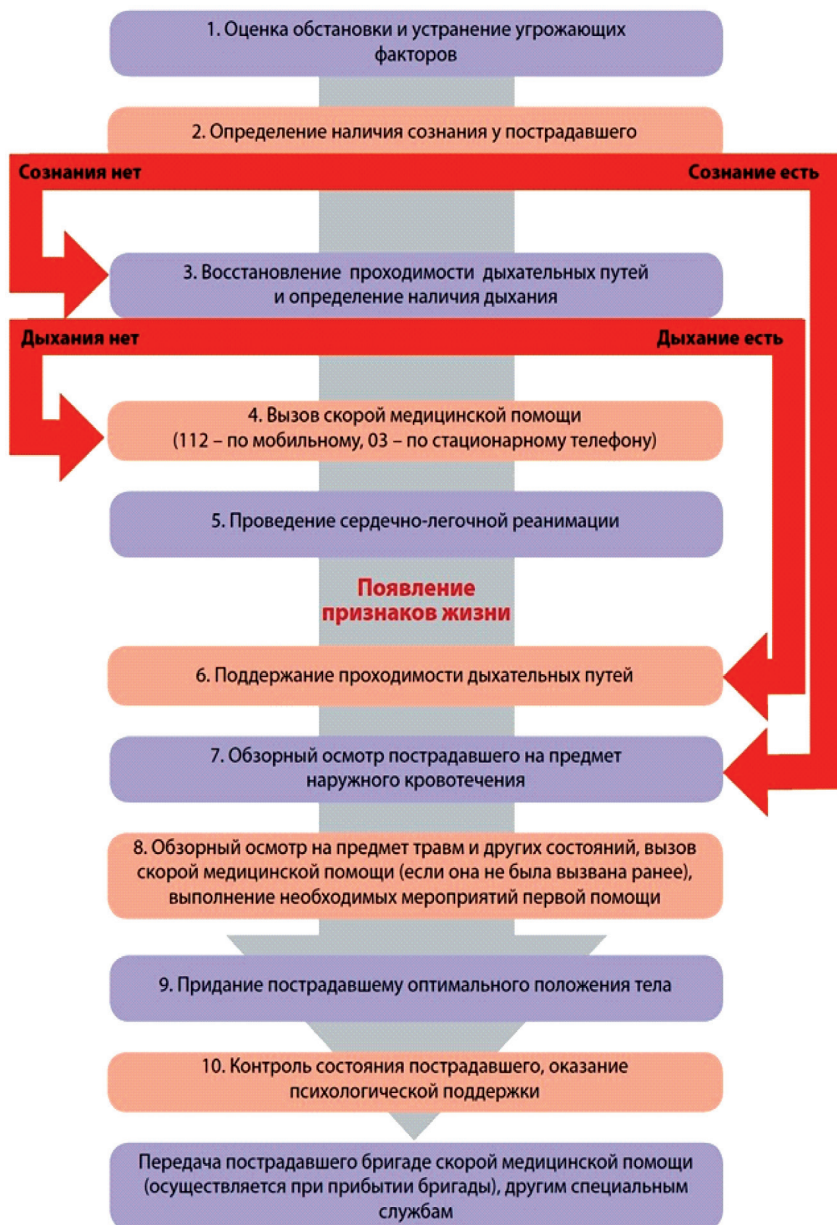 1. Оценка обстановки и устранение угрожающих
факторов
2. Определение наличия сознания у пострадавшего
Сознания нет
Сознание есть
3. Восстановление проходимости дыхательных путей
и определение наличия дыхания
Дыхания нет
Дыхание есть
4. Вызов скорой медицинской помощи
(112 – по мобильному, 03 – по стационарному телефону)
5. Проведение сердечно-легочной реанимации
Появление
признаков жизни
6. Поддержание проходимости дыхательных путей
7. Обзорный осмотр пострадавшего на предмет
наружного кровотечения
8. Обзорный осмотр на предмет травм и других состояний, вызов
скорой медицинской помощи (если она не была вызвана ранее),
выполнение необходимых мероприятий первой помощи
9. Придание пострадавшему оптимального положения тела
10. Контроль состояния пострадавшего, оказание
психологической поддержки
Передача пострадавшего бригаде скорой медицинской помощи
(осуществляется при прибытии бригады), другим специальным
службам